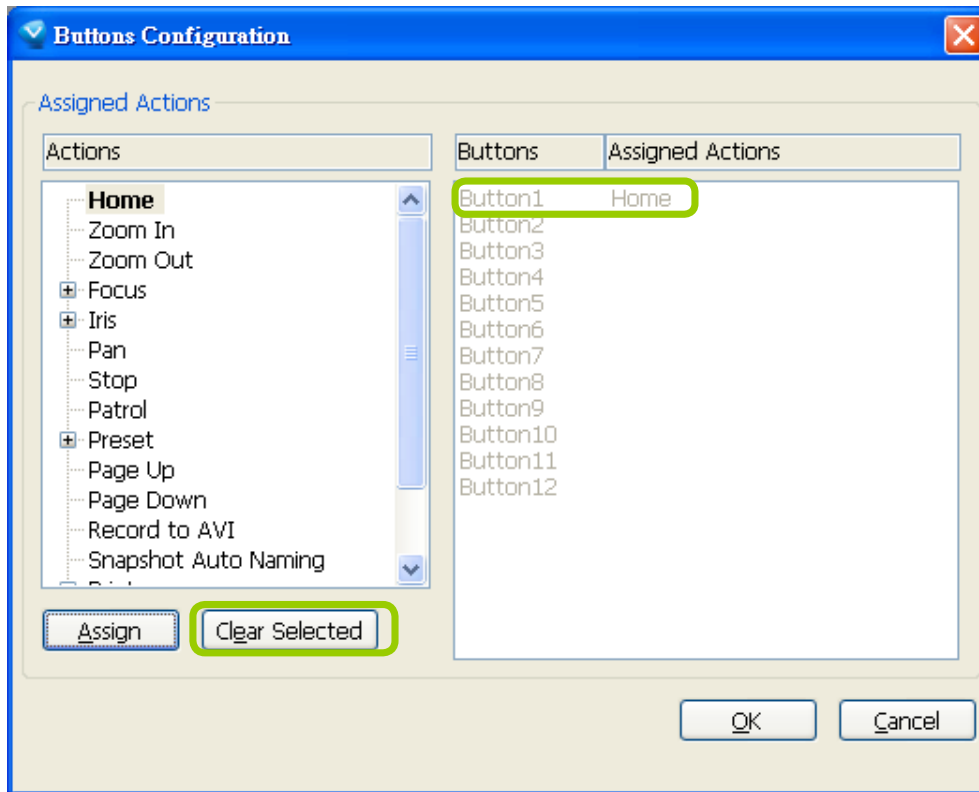 Buttons Configuration
Assigned Actions
Actions
Buttons Assigned Actions
Home
Zoom In
Zoom Out
Focus
Iris
Pan
Stop
Patrol
Preset
Page Up
Page Down
Record to AVI
Snapshot Auto Naming
Button1 Home
Button2
Button3
Button4
Button5
Button6
Button7
Button8
Button9
Button10
Button11
Button12
Assign Clear Selected
OK Cancel